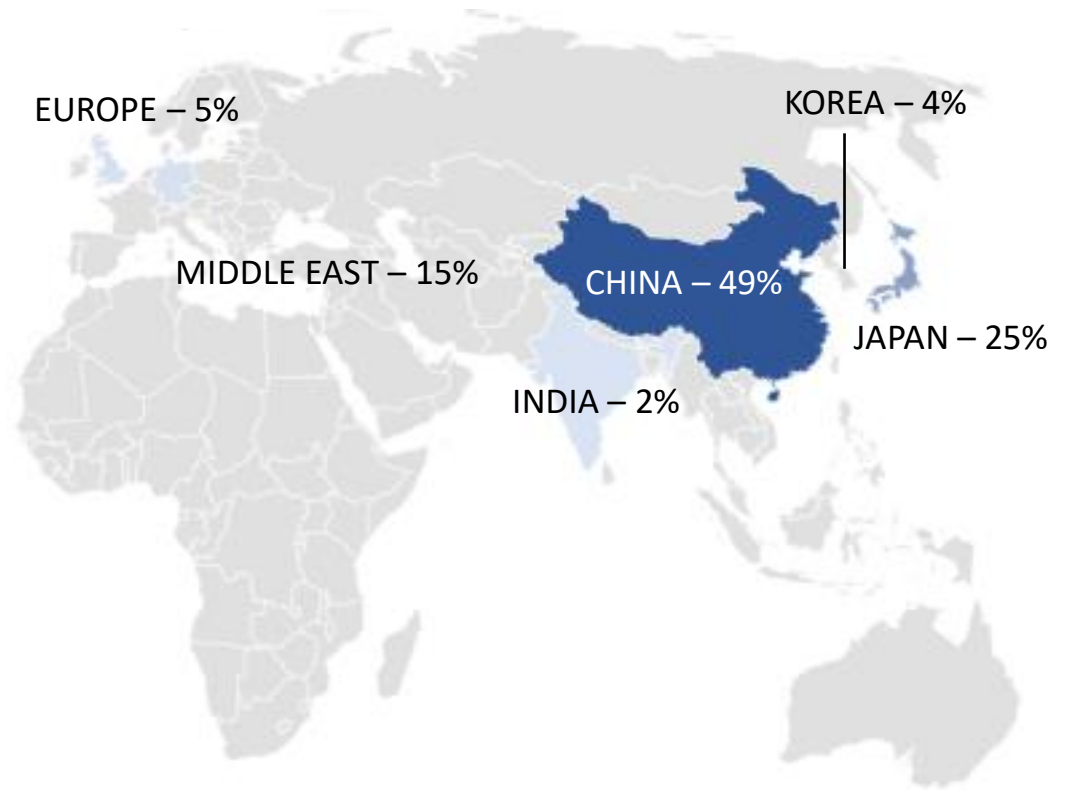 EUROPE – 5%
KOREA – 4%
MIDDLE EAST – 15%
CHINA – 49%
JAPAN – 25%
INDIA – 2%